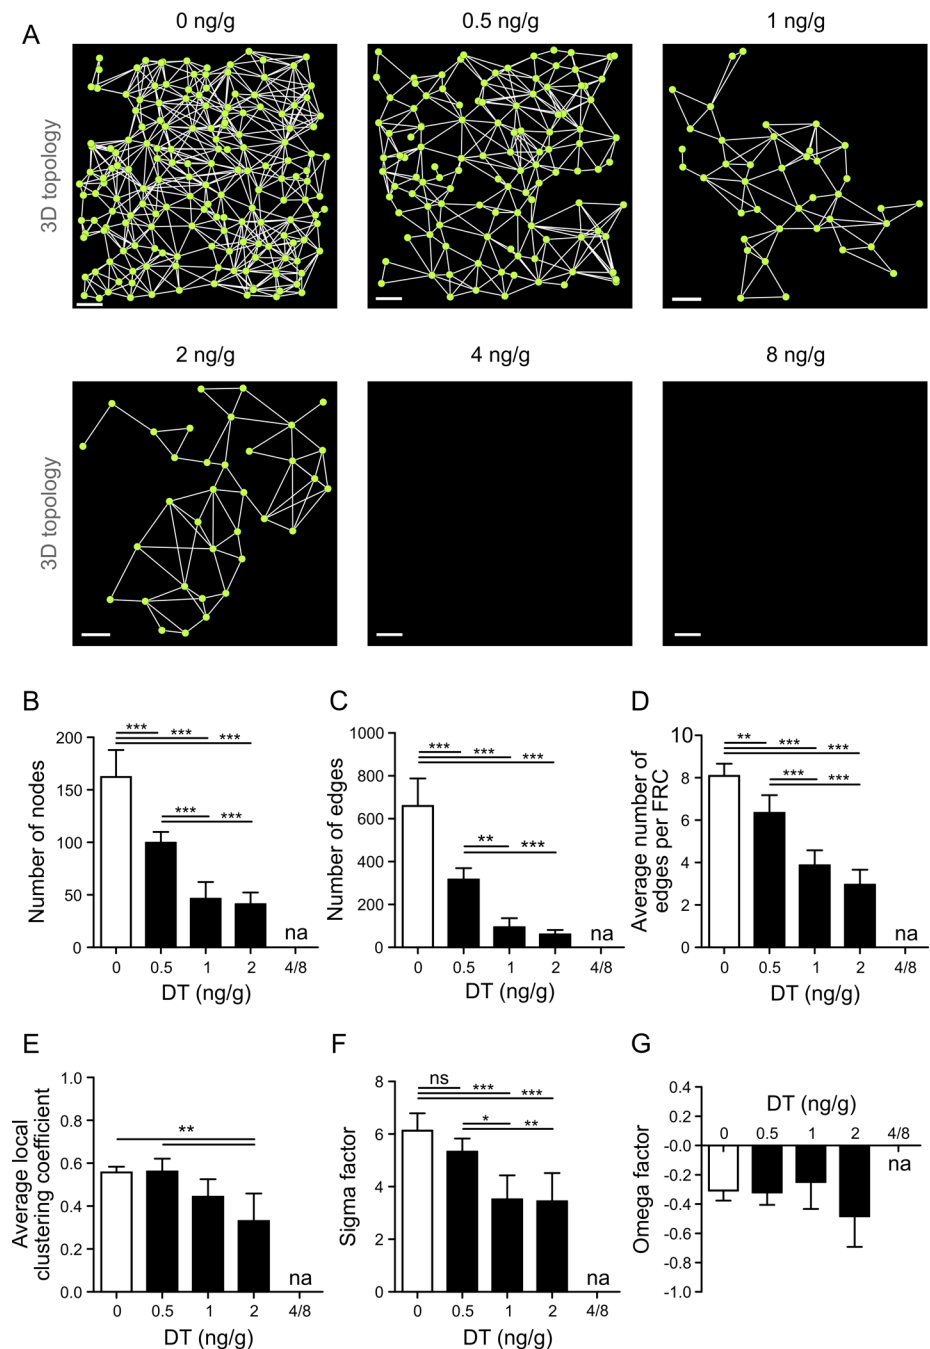 A
0 ng/g
0.5 ng/g
1 ng/g
3D topology
2 ng/g
4 ng/g
8 ng/g
3D topology
B
Number of nodes
200
150
100
50
0
***
***
***
***
***
na
0
0.5
1
2
4/8
DT (ng/g)
C
Number of edges
1000
800
600
400
200
0
***
***
***
**
***
na
0
0.5
1
2
4/8
DT (ng/g)
D
Average number of
edges per FRC
10
8
6
4
2
0
**
***
***
***
***
na
0
0.5
1
2
4/8
DT (ng/g)
E
Average local
clustering coefficient
1.0
0.8
0.6
0.4
0.2
0.0
**
na
0
0.5
1
2
4/8
DT (ng/g)
F
Sigma factor
8
6
4
2
0
ns
***
***
*
**
na
0
0.5
1
2
4/8
DT (ng/g)
G
Omega factor
0.4
0.2
-0.0
-0.2
-0.4
-0.6
-0.8
-1.0
DT (ng/g)
0
0.5
1
2
4/8
na